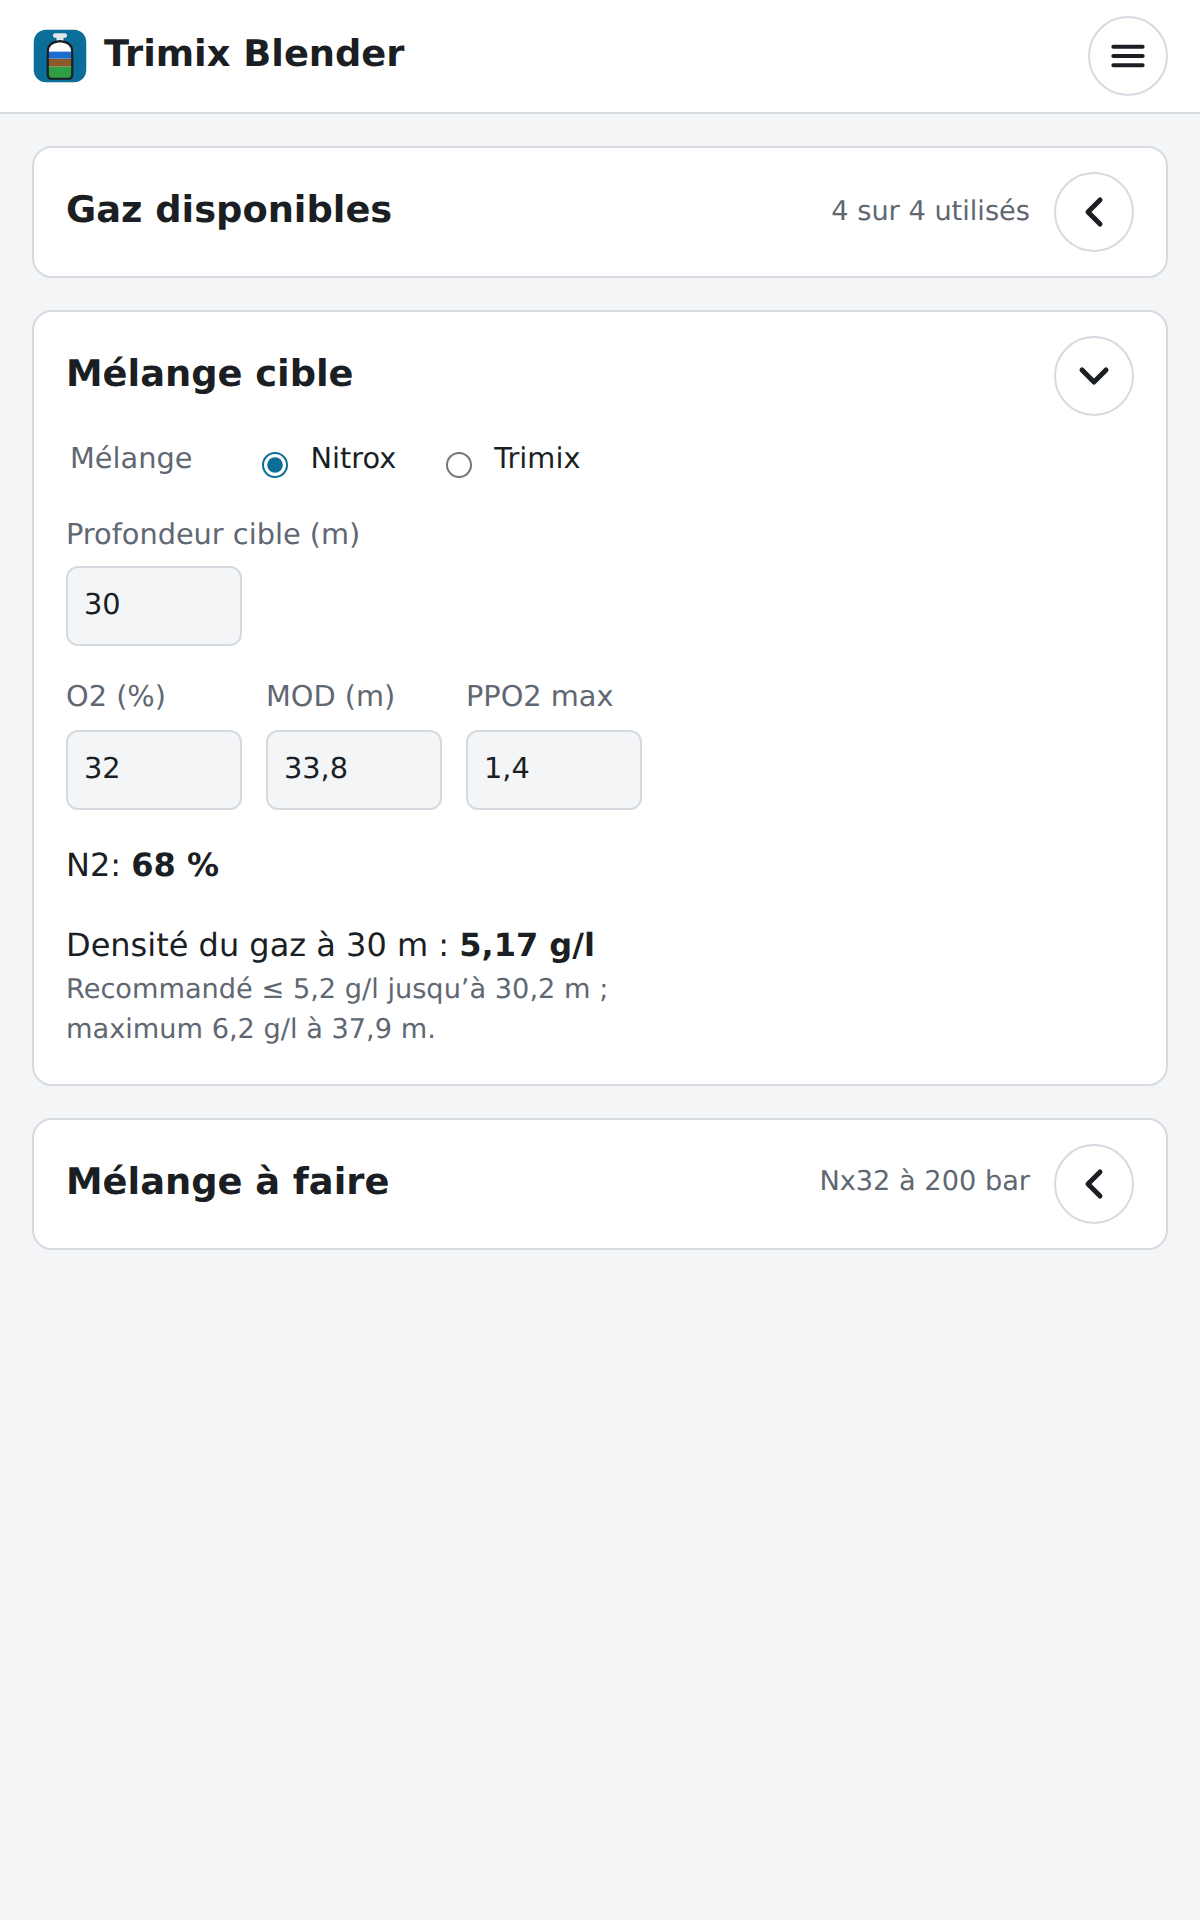 Trimix Blender
Gaz disponibles
4 sur 4 utilisés
Mélange cible
Mélange Nitrox Trimix
Profondeur cible (m)
30
O2 (%) MOD (m) PPO2 max
32 33,8 1,4
N2: 68 %
Densité du gaz à 30 m : 5,17 g/l
Recommandé ≤ 5,2 g/l jusqu’à 30,2 m ;
maximum 6,2 g/l à 37,9 m.
Mélange à faire
Nx32 à 200 bar